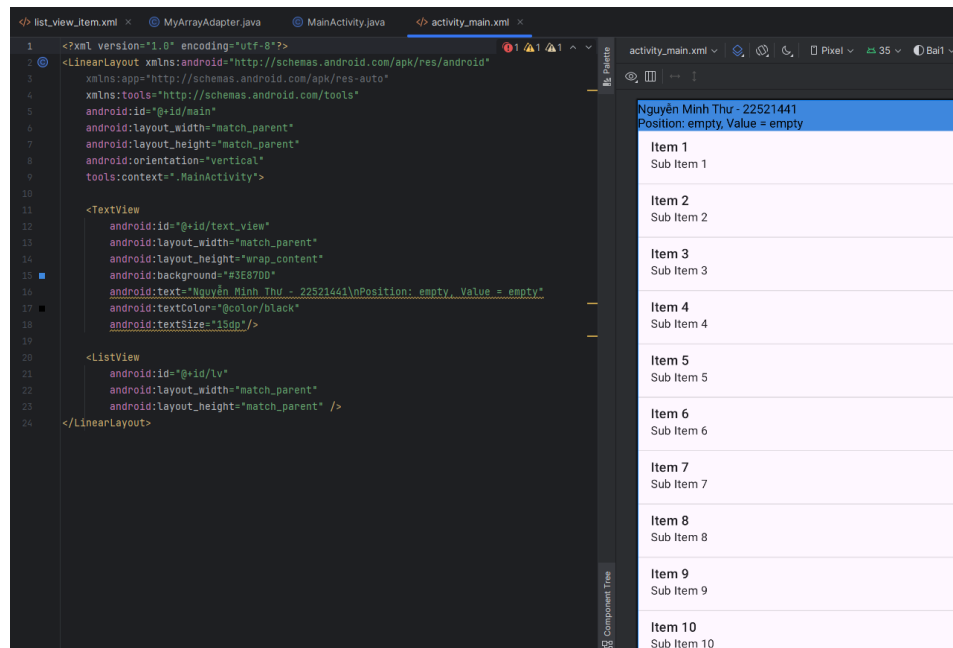 list_view_item.xml × MyArrayAdapter.java MainActivity.java activity_main.xml ×
1 <?xml version="1.0" encoding="utf-8"?>
1 1 1
2 <LinearLayout xmlns:android="http://schemas.android.com/apk/res/android"
3 xmlns:app="http://schemas.android.com/apk/res-auto"
4 xmlns:tools="http://schemas.android.com/tools"
5 android:id="@+id/main"
6 android:layout_width="match_parent"
7 android:layout_height="match_parent"
8 android:orientation="vertical"
9 tools:context=".MainActivity">
10
11 <TextView
12 android:id="@+id/text_view"
13 android:layout_width="match_parent"
14 android:layout_height="wrap_content"
15 android:background="#3E87DD"
16 android:text="Nguyễn Minh Thư - 22521441\nPosition: empty, Value = empty"
17 android:textColor="@color/black"
18 android:textSize="15dp"/>
19
20 <ListView
21 android:id="@+id/lv"
22 android:layout_width="match_parent"
23 android:layout_height="match_parent" />
24 </LinearLayout>
Palette
Component Tree
activity_main.xml Pixel 35 Bai1
Nguyễn Minh Thư - 22521441
Position: empty, Value = empty
Item 1
Sub Item 1
Item 2
Sub Item 2
Item 3
Sub Item 3
Item 4
Sub Item 4
Item 5
Sub Item 5
Item 6
Sub Item 6
Item 7
Sub Item 7
Item 8
Sub Item 8
Item 9
Sub Item 9
Item 10
Sub Item 10